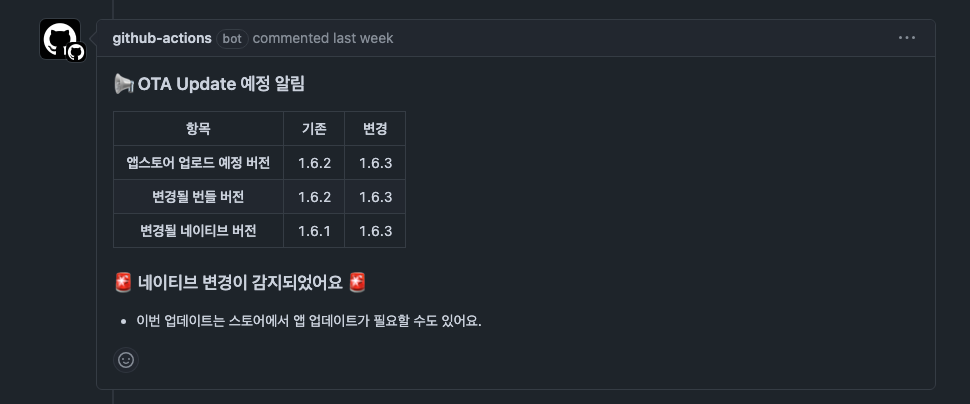 github-actions bot commented last week
OTA Update 예정 알림
항목 기존 변경
앱스토어 업로드 예정 버전 1.6.2 1.6.3
변경될 번들 버전 1.6.2 1.6.3
변경될 네이티브 버전 1.6.1 1.6.3
네이티브 변경이 감지되었어요
이번 업데이트는 스토어에서 앱 업데이트가 필요할 수도 있어요.